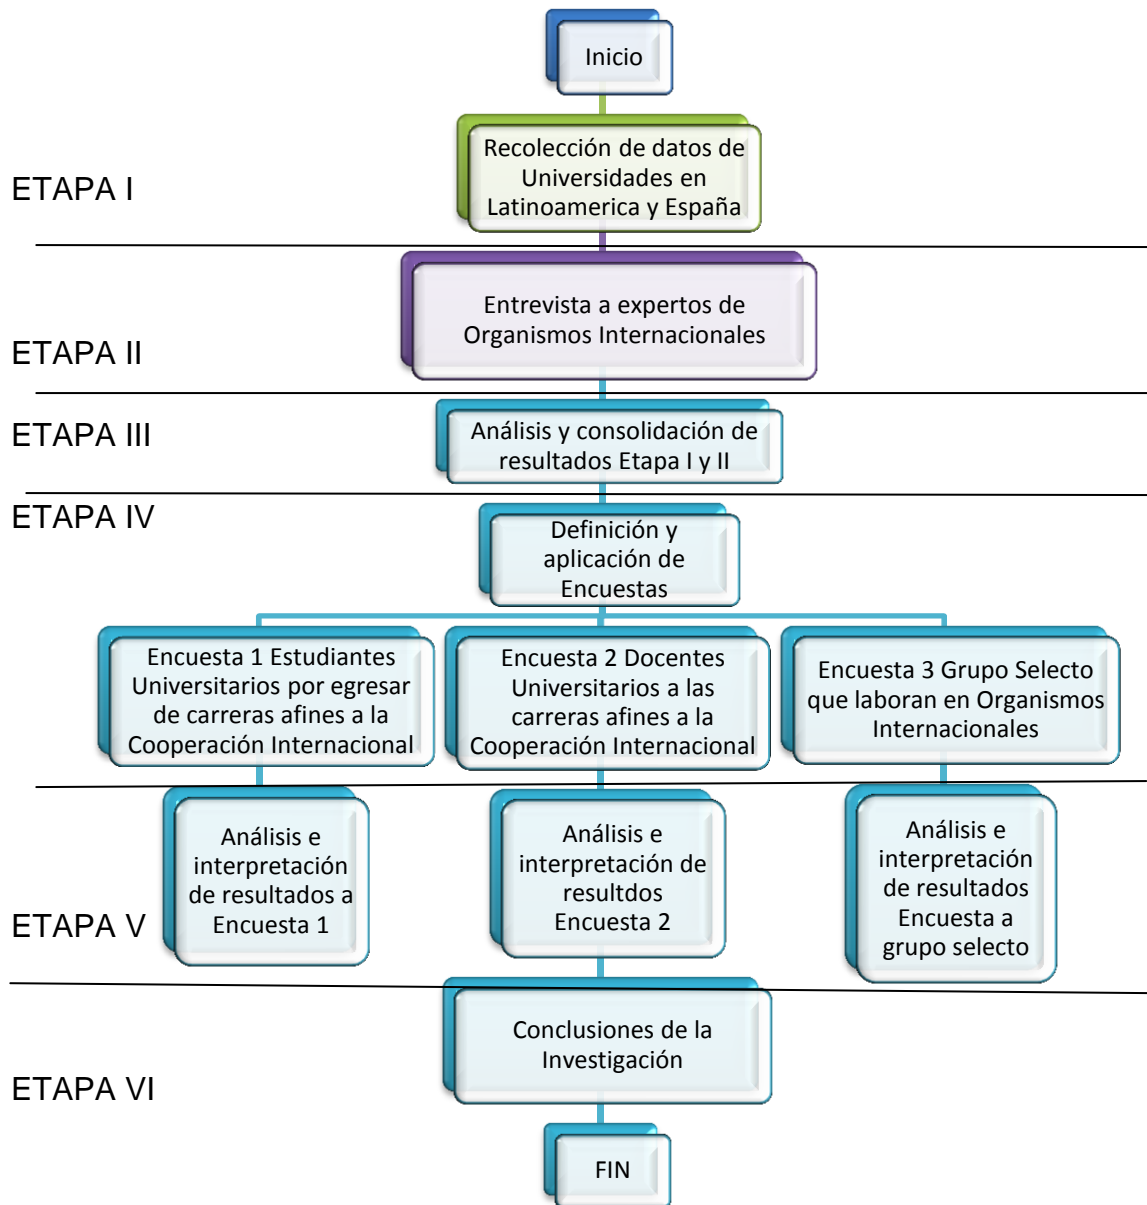 Inicio
ETAPA I
Recolección de datos de
Universidades en
Latinoamerica y España
ETAPA II
Entrevista a expertos de
Organismos Internacionales
ETAPA III
Análisis y consolidación de
resultados Etapa I y II
ETAPA IV
Definición y
aplicación de
Encuestas
Encuesta 1 Estudiantes
Universitarios por egresar
de carreras afines a la
Cooperación Internacional
Encuesta 2 Docentes
Universitarios a las
carreras afines a la
Cooperación Internacional
Encuesta 3 Grupo Selecto
que laboran en Organismos
Internacionales
ETAPA V
Análisis e
interpretación
de resultados a
Encuesta 1
Análisis e
interpretación de
resultdos
Encuesta 2
Análisis e
interpretación
de resultados
Encuesta a
grupo selecto
ETAPA VI
Conclusiones de la
Investigación
FIN